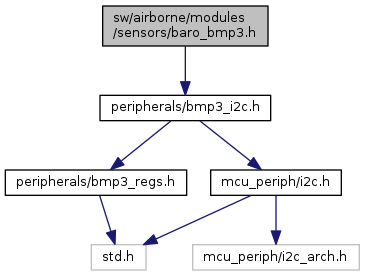 sw/airborne/modules
/sensors/baro_bmp3.h
peripherals/bmp3_i2c.h
peripherals/bmp3_regs.h
mcu_periph/i2c.h
std.h
mcu_periph/i2c_arch.h